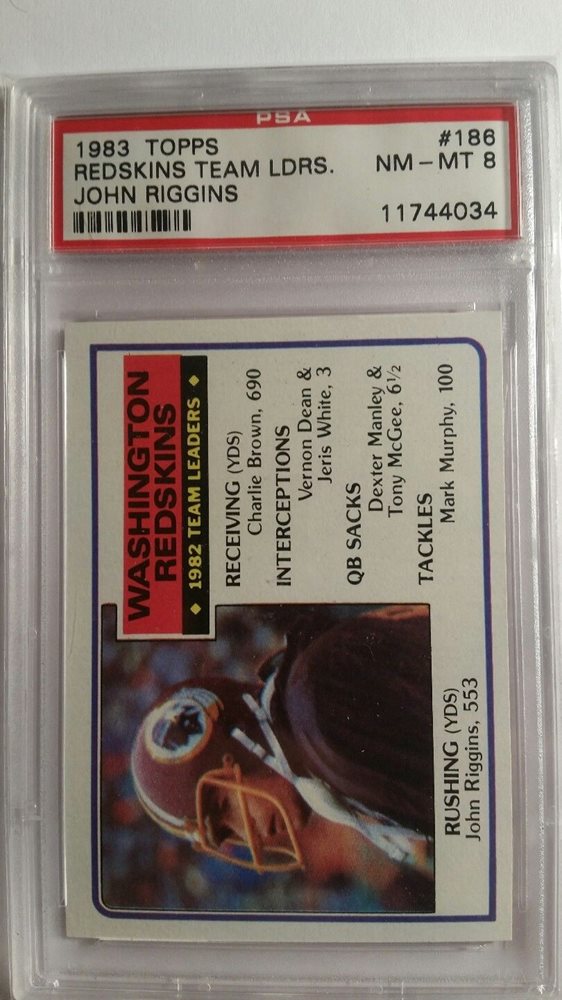 PSA
1983 TOPPS #186
REDSKINS TEAM LDRS. NM-MT 8
JOHN RIGGINS
11744034
WASHINGTON
REDSKINS
◆ 1982 TEAM LEADERS ◆
RECEIVING (YDS)
Charlie Brown, 690
INTERCEPTIONS
Vernon Dean &
Jeris White, 3
QB SACKS
Dexter Manley &
Tony McGee, 6½
TACKLES
Mark Murphy, 100
RUSHING (YDS)
John Riggins, 553